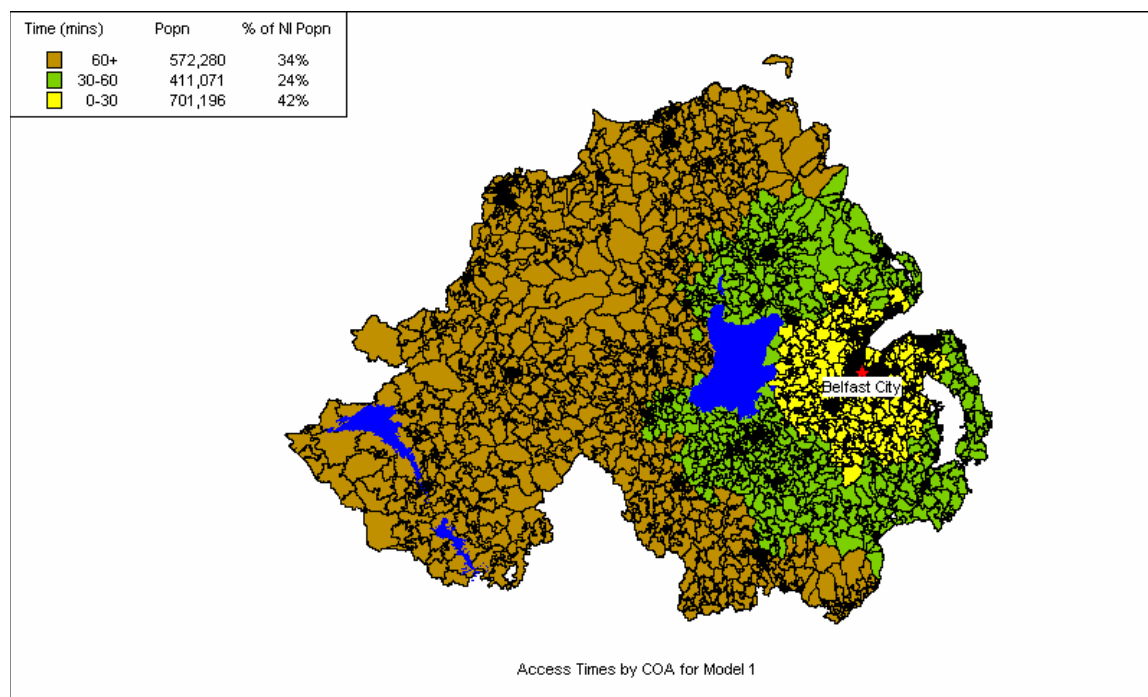 Time (mins) Popn % of NI Popn
60+ 572,280 34%
30-60 411,071 24%
0-30 701,196 42%
Belfast City
Access Times by COA for Model 1